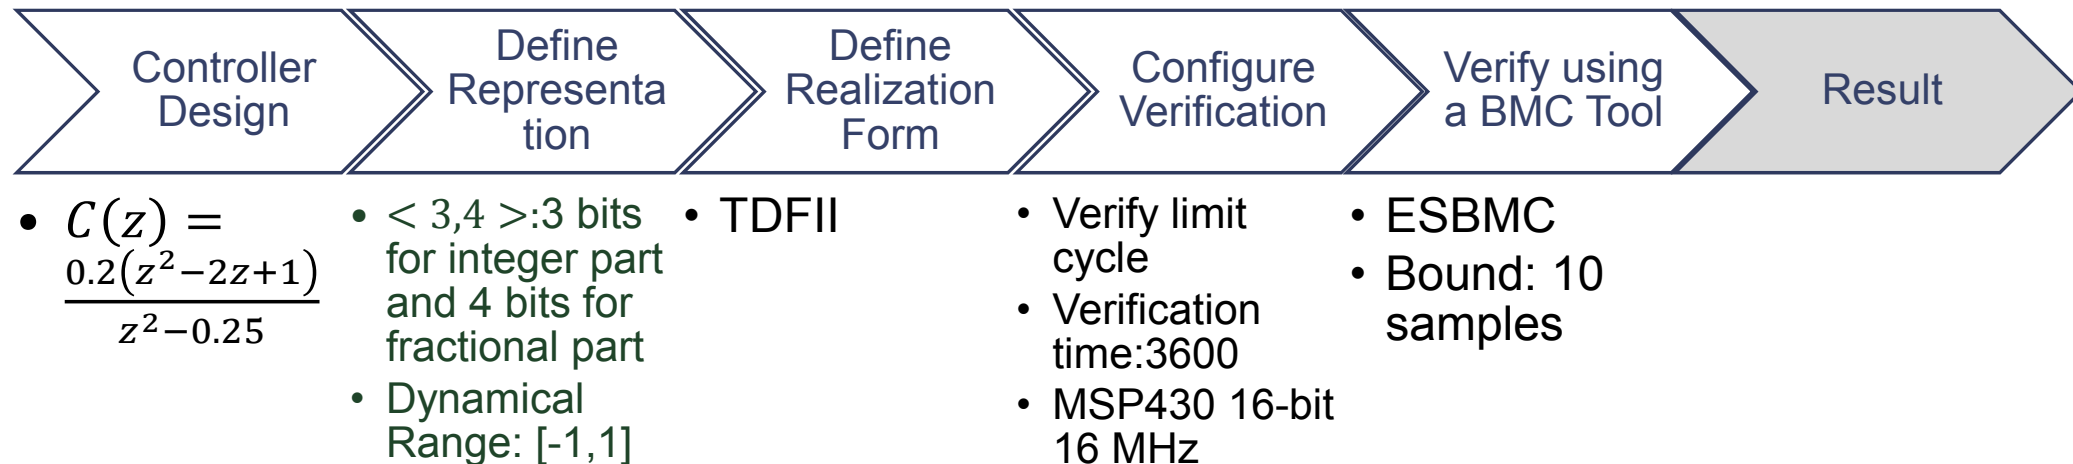 Controller
Design
Define
Representa
tion
Define
Realization
Form
Configure
Verification
Verify using
a BMC Tool
Result
• C(z) =
0.2(z²−2z+1)
z²−0.25
• < 3,4 >:3 bits
for integer part
and 4 bits for
fractional part
• Dynamical
Range: [-1,1]
• TDFII
• Verify limit
cycle
• Verification
time:3600
• MSP430 16-bit
16 MHz
• ESBMC
• Bound: 10
samples